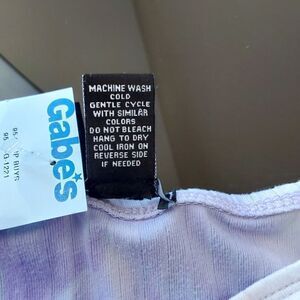 MACHINE WASH
COLD
GENTLE CYCLE
WITH SIMILAR
COLORS
DO NOT BLEACH
HANG TO DRY
COOL IRON ON
REVERSE SIDE
IF NEEDED
Gabe's